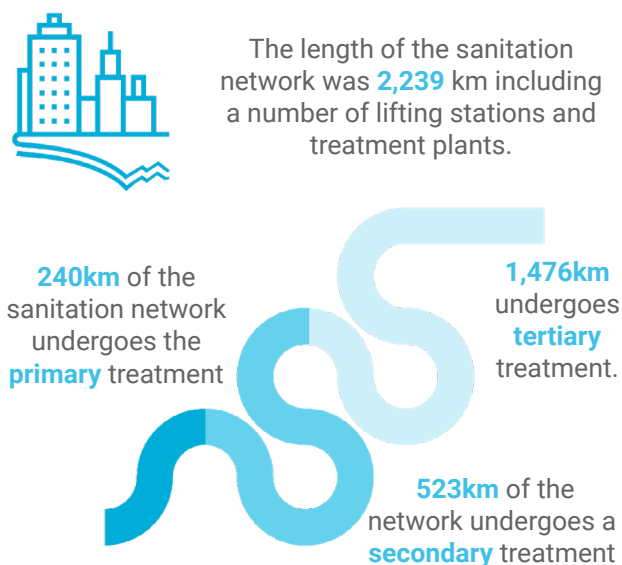 The length of the sanitation
network was 2,239 km including
a number of lifting stations and
treatment plants.
240km of the
sanitation network
undergoes the
primary treatment
1,476km
undergoes
tertiary
treatment.
523km of the
network undergoes a
secondary treatment